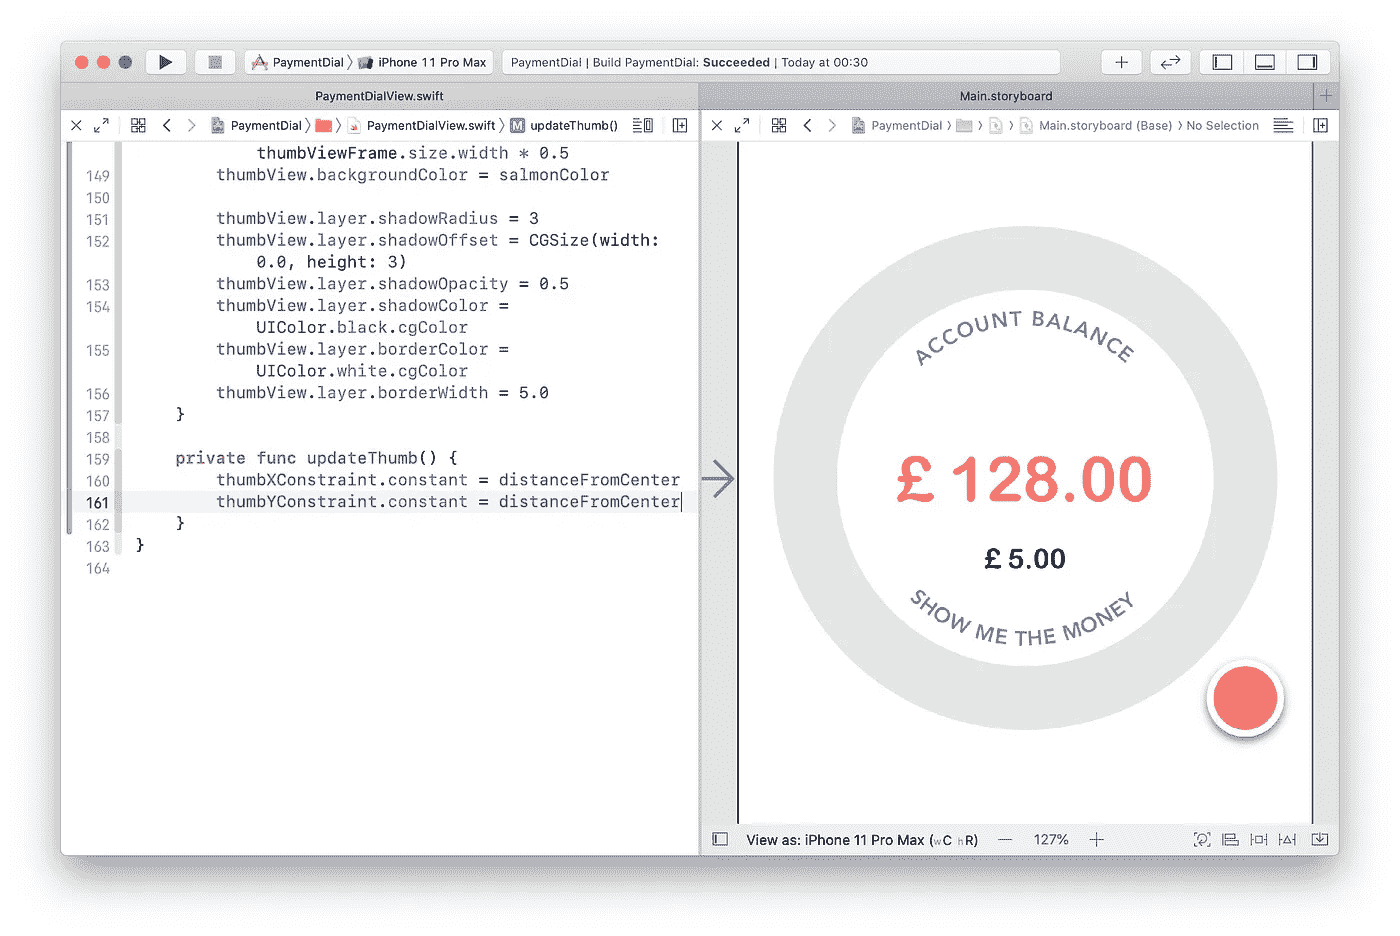 PaymentDial 〉 iPhone 11 Pro Max
PaymentDial | Build PaymentDial: Succeeded | Today at 00:30
PaymentDialView.swift
Main.storyboard
PaymentDial 〉 〉 PaymentDialView.swift 〉 M updateThumb()
PaymentDial 〉 〉 〉 Main.storyboard (Base) 〉 No Selection
thumbViewFrame.size.width * 0.5
149 thumbView.backgroundColor = salmonColor
150
151 thumbView.layer.shadowRadius = 3
152 thumbView.layer.shadowOffset = CGSize(width:
0.0, height: 3)
153 thumbView.layer.shadowOpacity = 0.5
154 thumbView.layer.shadowColor =
UIColor.black.cgColor
155 thumbView.layer.borderColor =
UIColor.white.cgColor
156 thumbView.layer.borderWidth = 5.0
157 }
158
159 private func updateThumb() {
160 thumbXConstraint.constant = distanceFromCenter
161 thumbYConstraint.constant = distanceFromCenter
162 }
163 }
164
ACCOUNT BALANCE
£ 128.00
£ 5.00
SHOW ME THE MONEY
View as: iPhone 11 Pro Max (wC hR) — 127% +